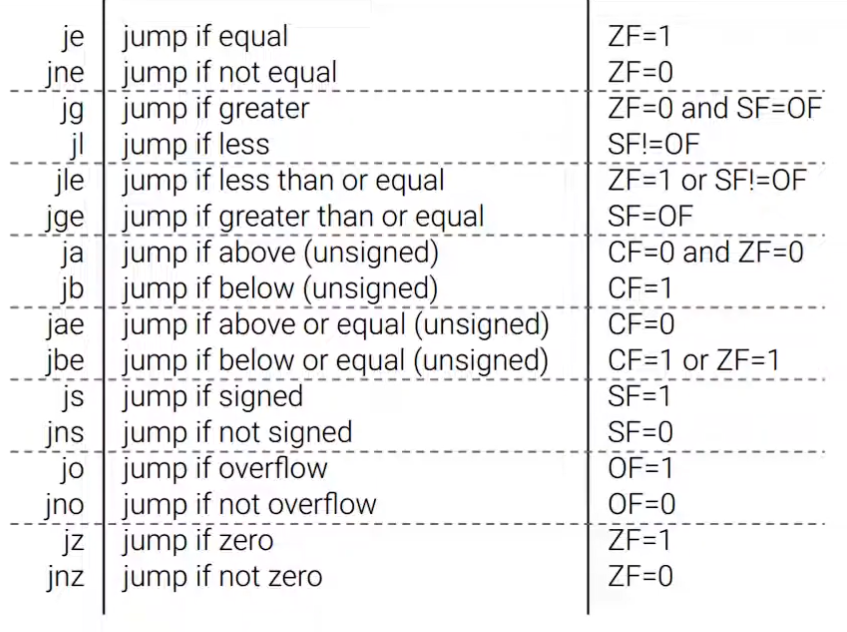 je jump if equal ZF=1
jne jump if not equal ZF=0
jg jump if greater ZF=0 and SF=OF
jl jump if less SF!=OF
jle jump if less than or equal ZF=1 or SF!=OF
jge jump if greater than or equal SF=OF
ja jump if above (unsigned) CF=0 and ZF=0
jb jump if below (unsigned) CF=1
jae jump if above or equal (unsigned) CF=0
jbe jump if below or equal (unsigned) CF=1 or ZF=1
js jump if signed SF=1
jns jump if not signed SF=0
jo jump if overflow OF=1
jno jump if not overflow OF=0
jz jump if zero ZF=1
jnz jump if not zero ZF=0